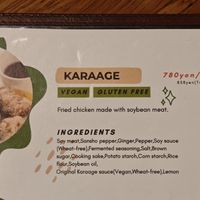 KARAAGE
780yen/
VEGAN GLUTEN FREE
Fried chicken made with soybean meat.
INGREDIENTS
Soy meat,Sansho pepper,Ginger,Pepper,Soy sauce
(Wheat-free),Fermented seasoning,Salt,Brown
sugar,Cooking sake,Potato starch,Corn starch,Rice
flour,Soybean oil,
Original Karaage sauce(Vegan,Wheat-free),Lemon